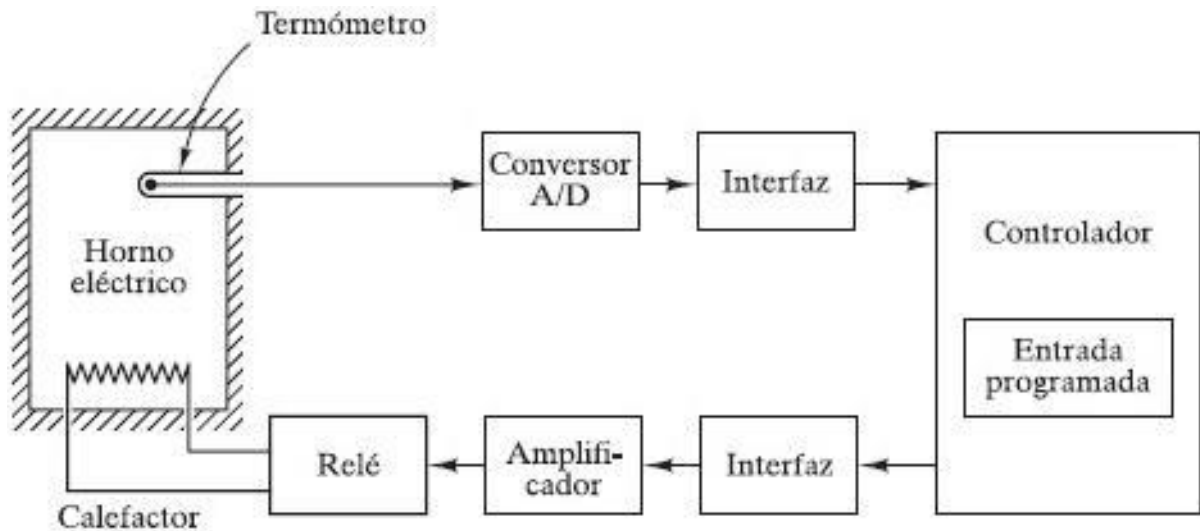 Termómetro
Conversor
A/D
Interfaz
Controlador
Horno
eléctrico
Entrada
programada
Relé
Amplifi-
cador
Interfaz
Calefactor